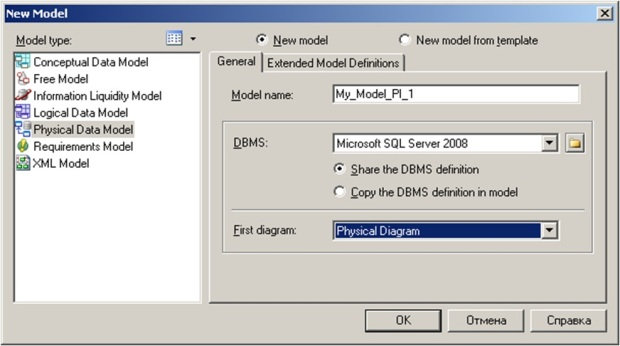 New Model
Model type:
New model
New model from template
Conceptual Data Model
Free Model
Information Liquidity Model
Logical Data Model
Physical Data Model
Requirements Model
XML Model
General
Extended Model Definitions
Model name:
My_Model_PI_1
DBMS:
Microsoft SQL Server 2008
Share the DBMS definition
Copy the DBMS definition in model
First diagram:
Physical Diagram
OK
Отмена
Справка